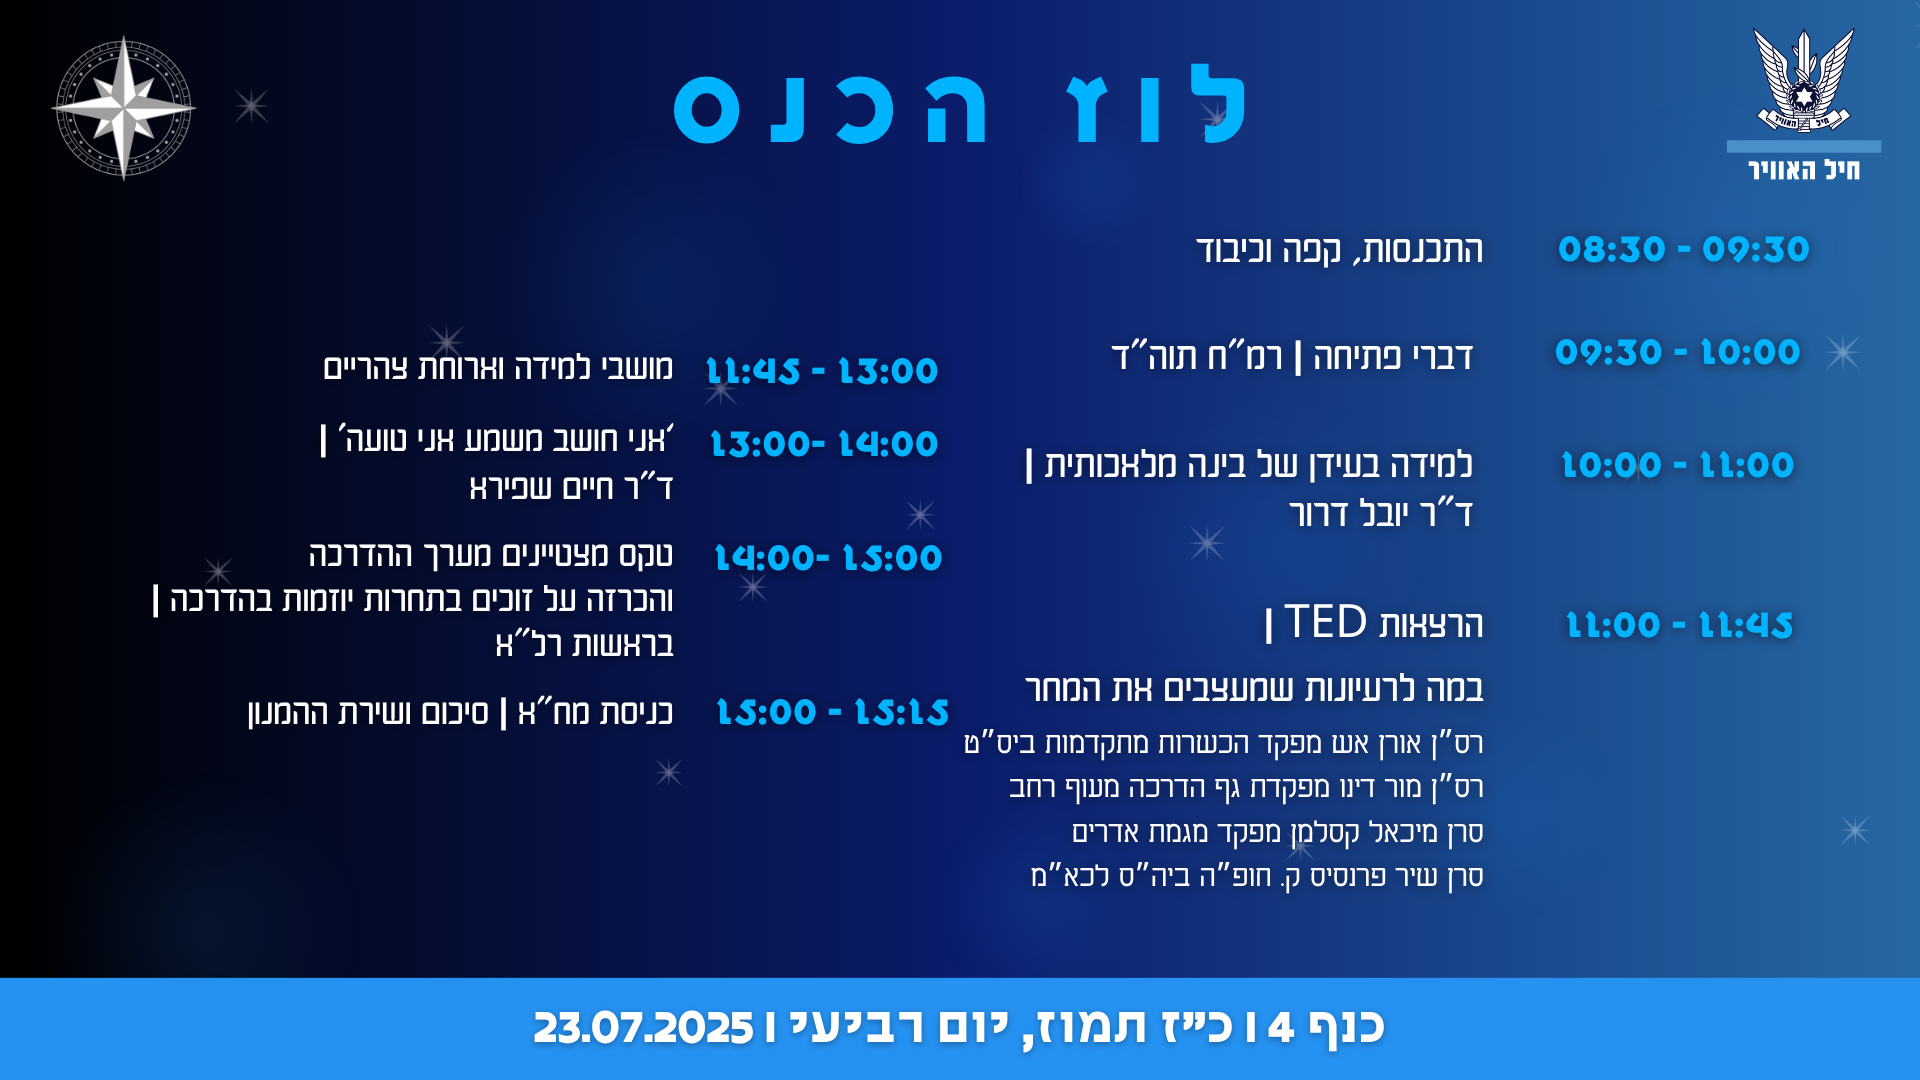 לוז הכנס
חיל האוויר
חיל האוויר
08:30 - 09:30
התכנסות, קפה וכיבוד
09:30 - 10:00
דברי פתיחה | רמ"ח תוה"ד
10:00 - 11:00
למידה בעידן של בינה מלאכותית |
ד"ר יובל דרור
11:00 - 11:45
הרצאות TED |
במה לרעיונות שמעצבים את המחר
רס"ן אורן אש מפקד הכשרות מתקדמות ביס"ט
רס"ן מור דינו מפקדת גף הדרכה מעוף רחב
סרן מיכאל קסלמן מפקד מגמת אדרים
סרן שיר פרנסיס ק. חופ"ה ביה"ס לכא"מ
11:45 - 13:00
מושבי למידה וארוחת צהריים
13:00- 14:00
'אני חושב משמע אני טועה' |
ד"ר חיים שפירא
14:00- 15:00
טקס מצטיינים מערך ההדרכה
והכרזה על זוכים בתחרות יוזמות בהדרכה |
בראשות רל"א
15:00 - 15:15
כניסת מח"א | סיכום ושירת ההמנון
כנף 4 ו כ"ז תמוז, יום רביעי ו 23.07.2025